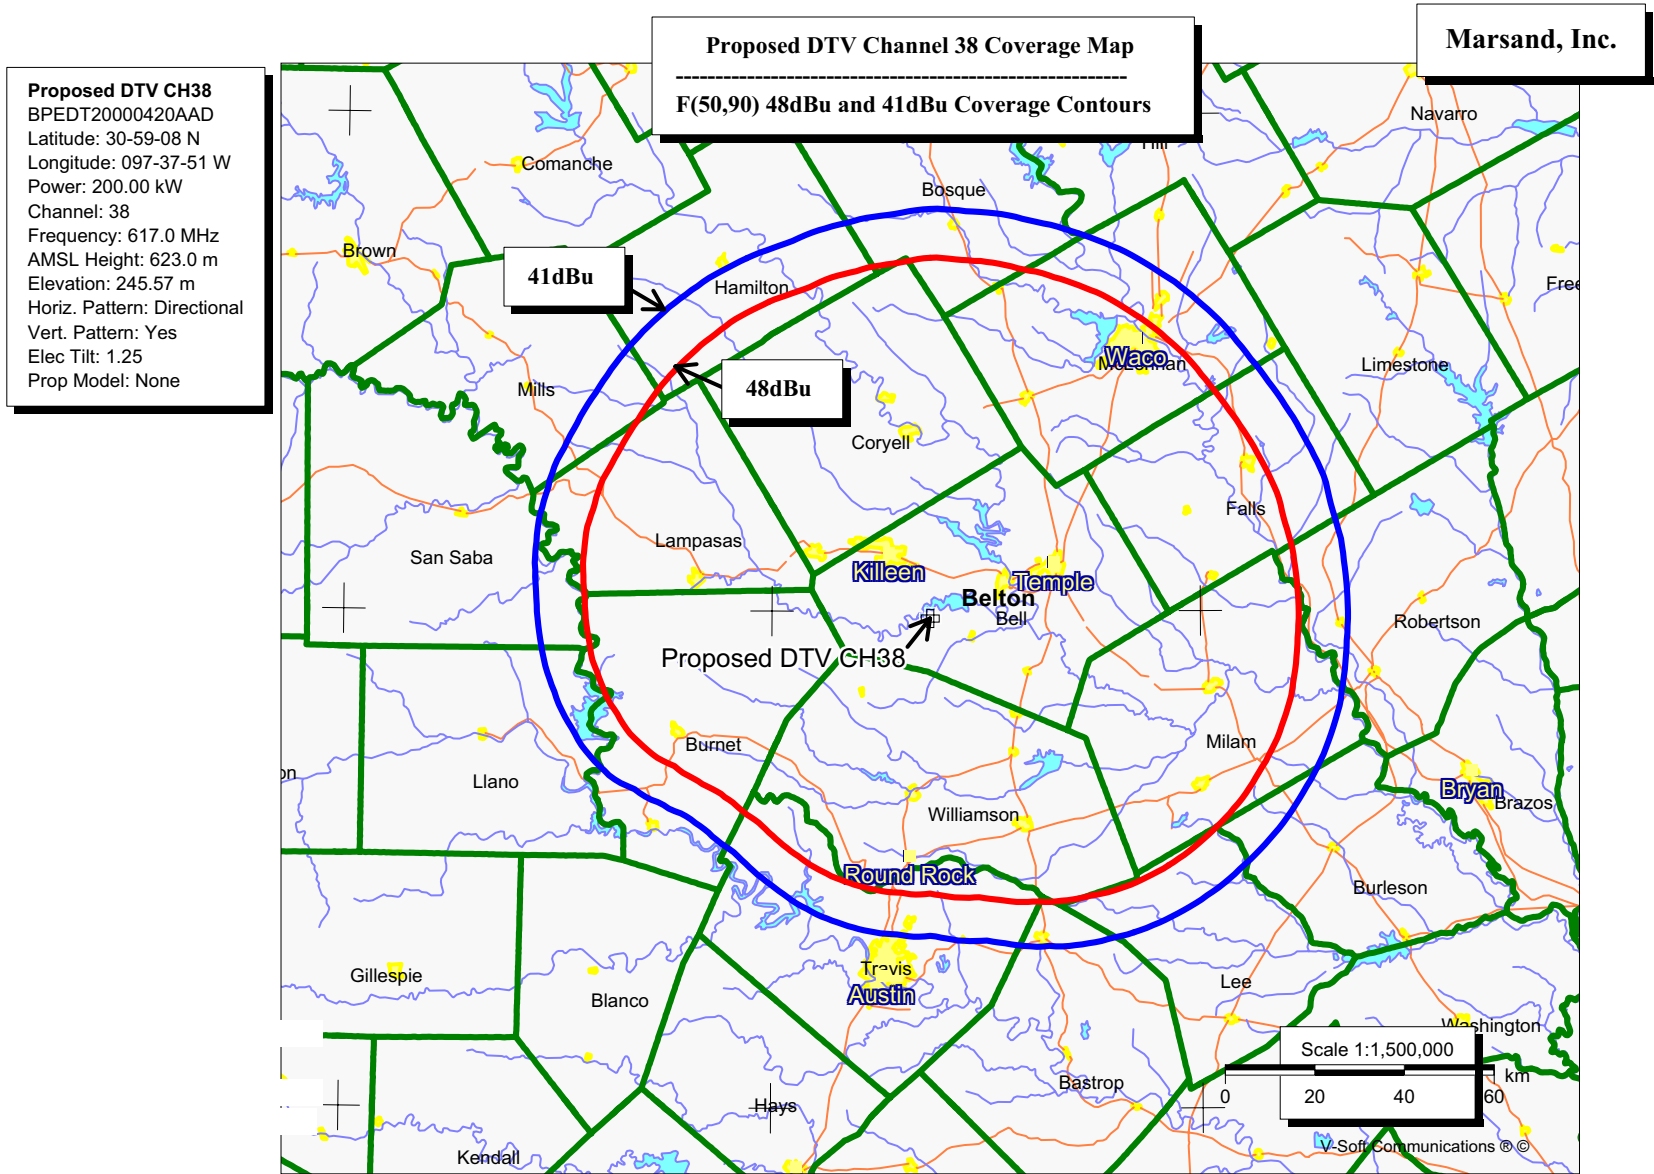 Proposed DTV Channel 38 Coverage Map
F(50,90) 48dBu and 41dBu Coverage Contours
Marsand, Inc.
Proposed DTV CH38
BPEDT20000420AAD
Latitude: 30-59-08 N
Longitude: 097-37-51 W
Power: 200.00 kW
Channel: 38
Frequency: 617.0 MHz
AMSL Height: 623.0 m
Elevation: 245.57 m
Horiz. Pattern: Directional
Vert. Pattern: Yes
Elec Tilt: 1.25
Prop Model: None
Navarro
Hill
Comanche
Bosque
Brown
41dBu
Hamilton
Free
Waco
McLennan
Limestone
48dBu
Mills
Coryell
Falls
Lampasas
San Saba
Killeen
Temple
Belton
Bell
Robertson
Proposed DTV CH38
Burnet
Milam
on
Llano
Bryan
Brazos
Williamson
Round Rock
Burleson
Travis
Gillespie
Lee
Austin
Blanco
Washington
Scale 1:1,500,000
km
0 20 40 60
Bastrop
Hays
V-Soft Communications ® ©
Kendall